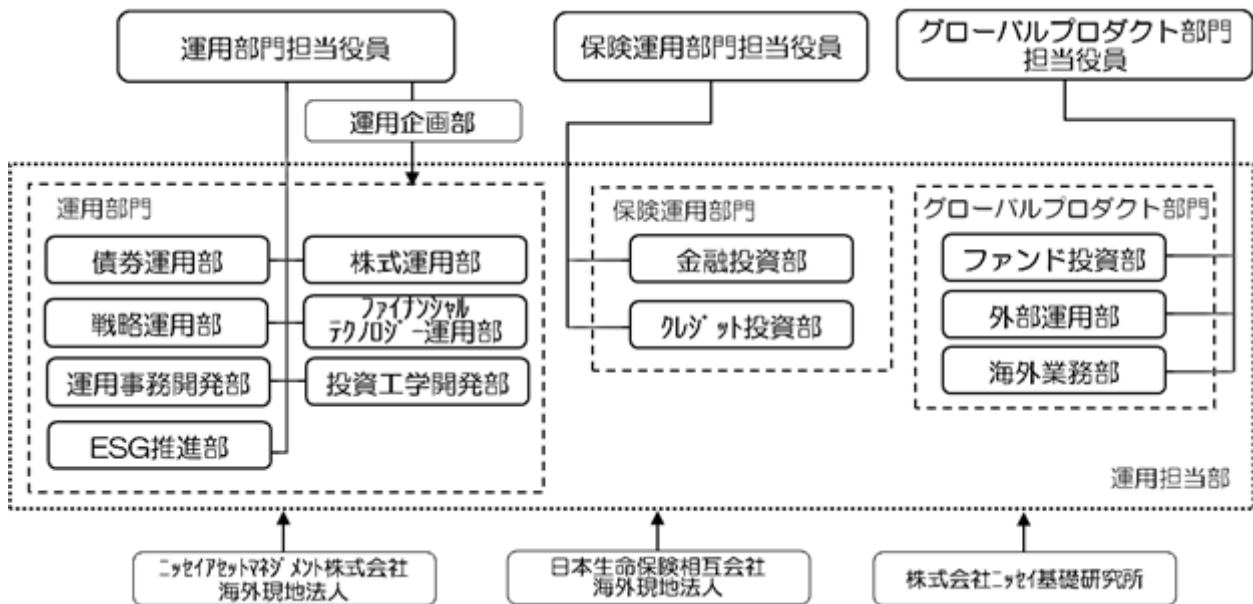 運用部門担当役員
保険運用部門担当役員
グローバルプロダクト部門
担当役員
運用企画部
運用部門
債券運用部
株式運用部
戦略運用部
ファイナンシャル
テクノロジー運用部
運用事務開発部
投資工学開発部
ESG推進部
保険運用部門
金融投資部
クレジット投資部
グローバルプロダクト部門
ファンド投資部
外部運用部
海外業務部
運用担当部
ニッセイアセットマネジメント株式会社
海外現地法人
日本生命保険相互会社
海外現地法人
株式会社ニッセイ基礎研究所